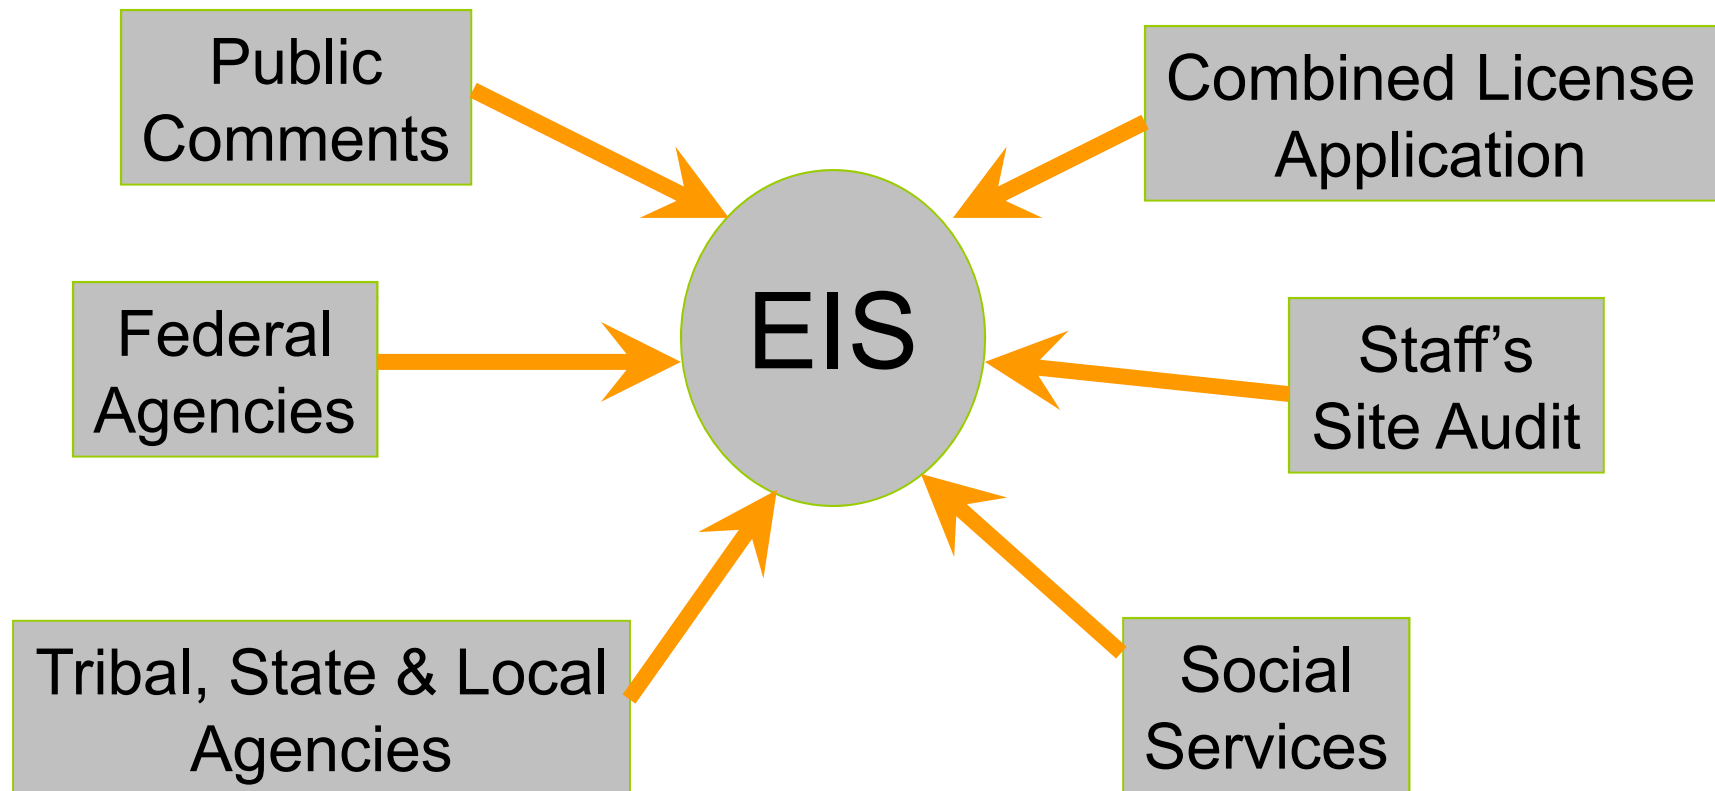 Public
Comments
Combined License
Application
EIS
Federal
Agencies
Staff’s
Site Audit
Tribal, State & Local
Agencies
Social
Services